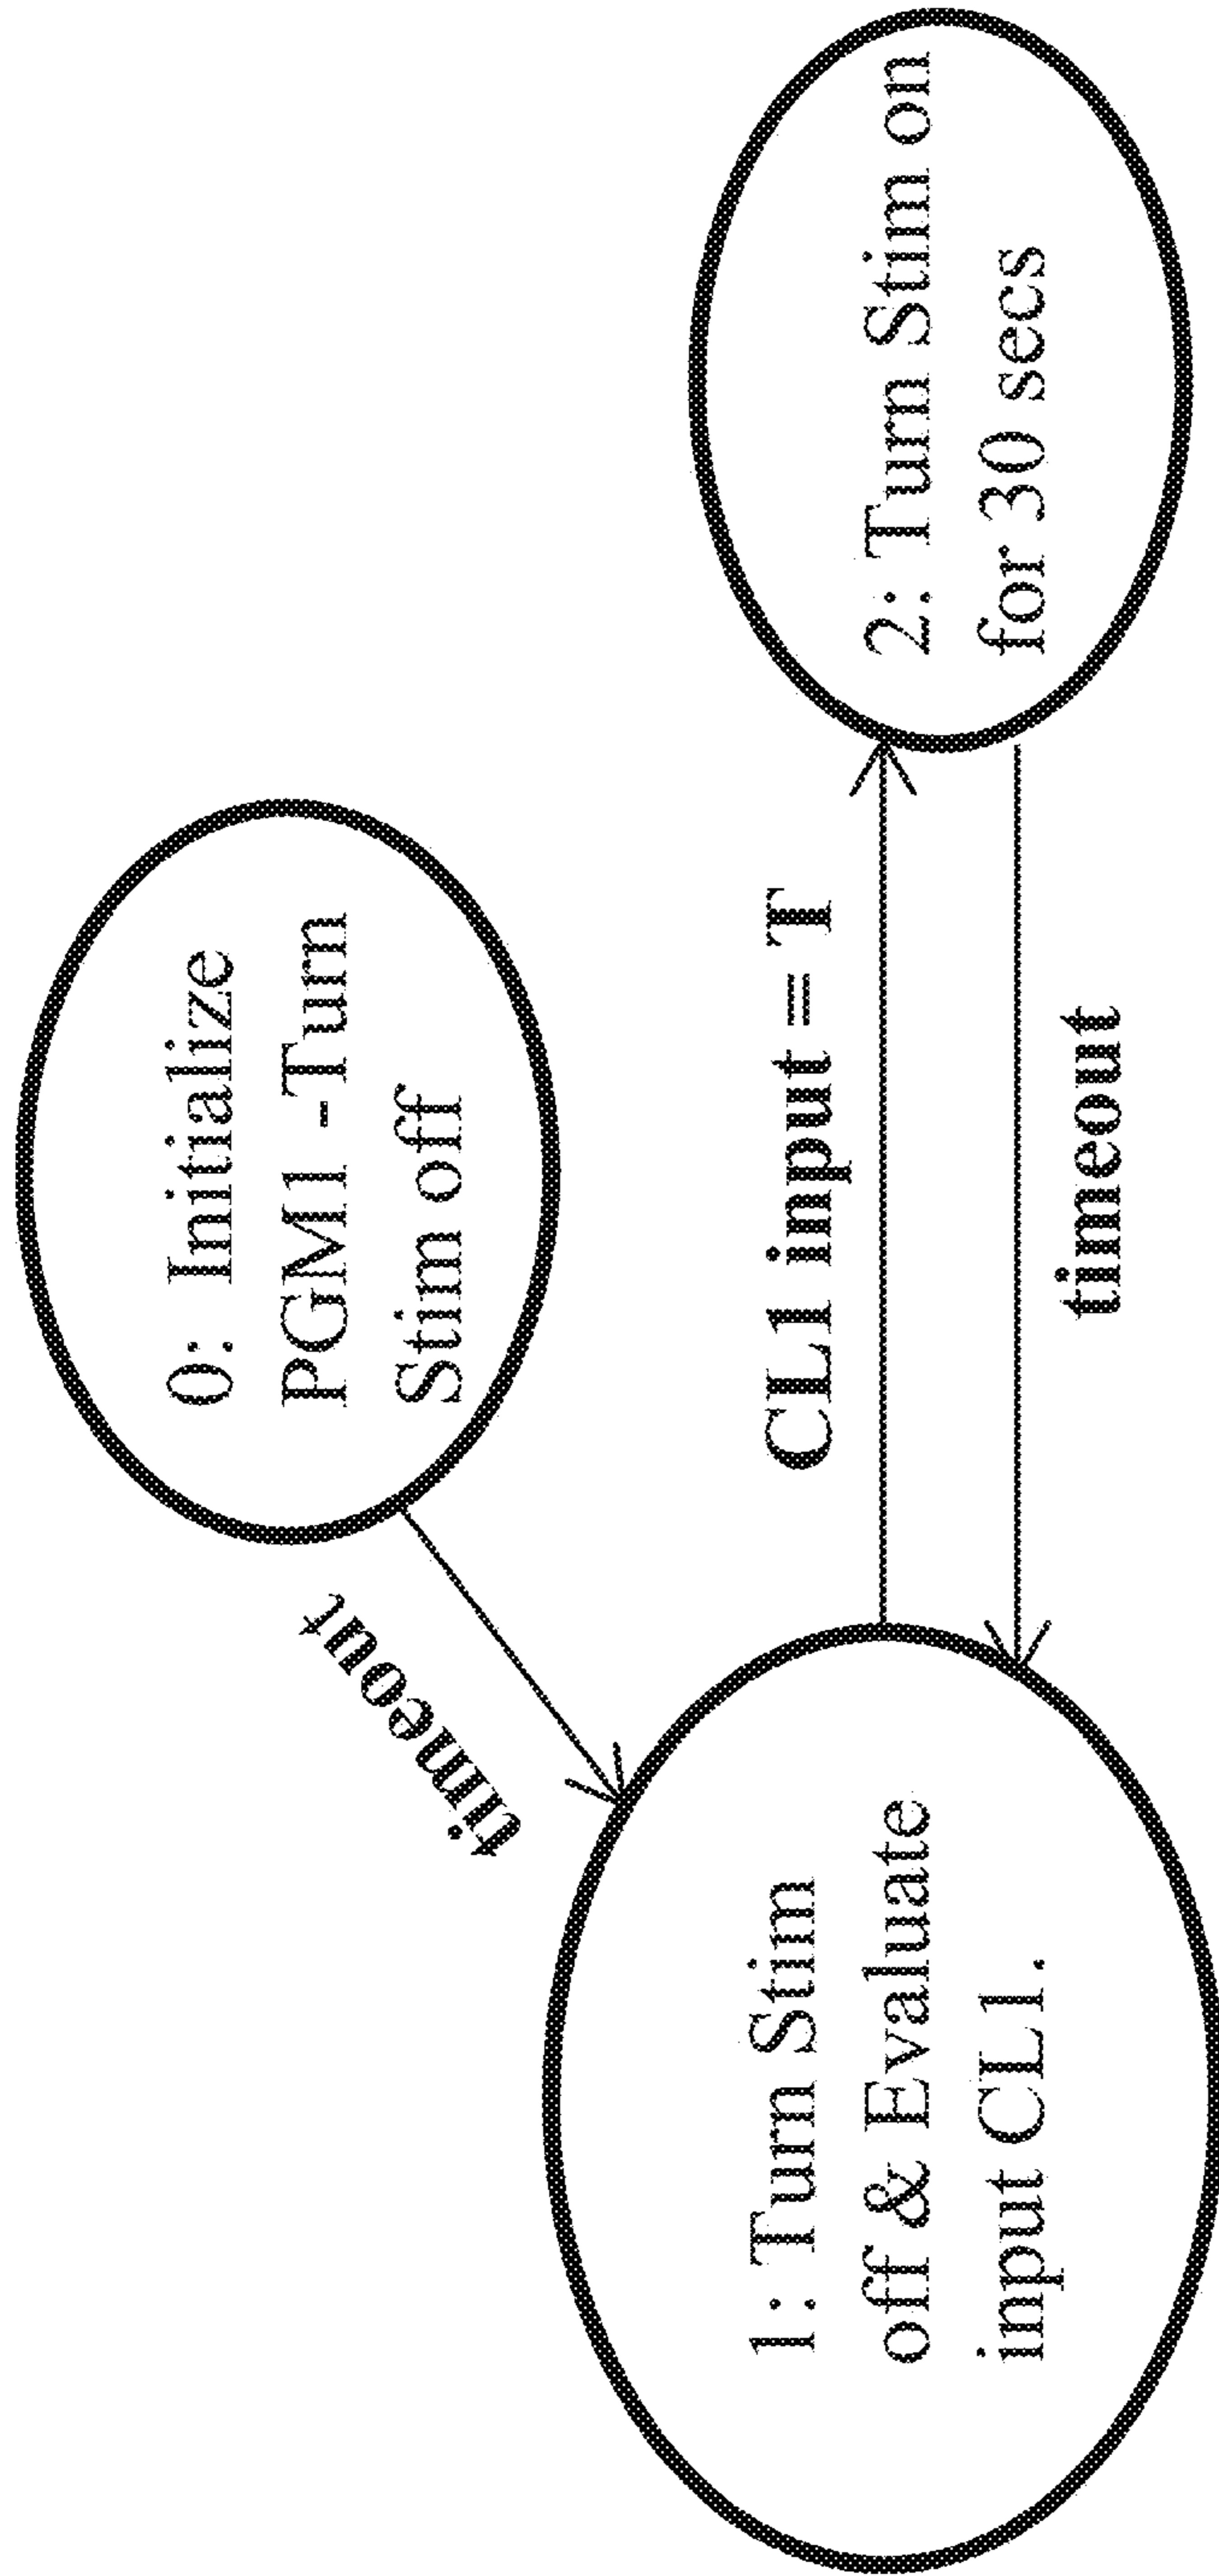 0: Initialize
PGM1 -Turn
Stim off
timeout
1: Turn Stim
off & Evaluate
input CL1.
CL1 input = T
timeout
2: Turn Stim on
for 30 secs